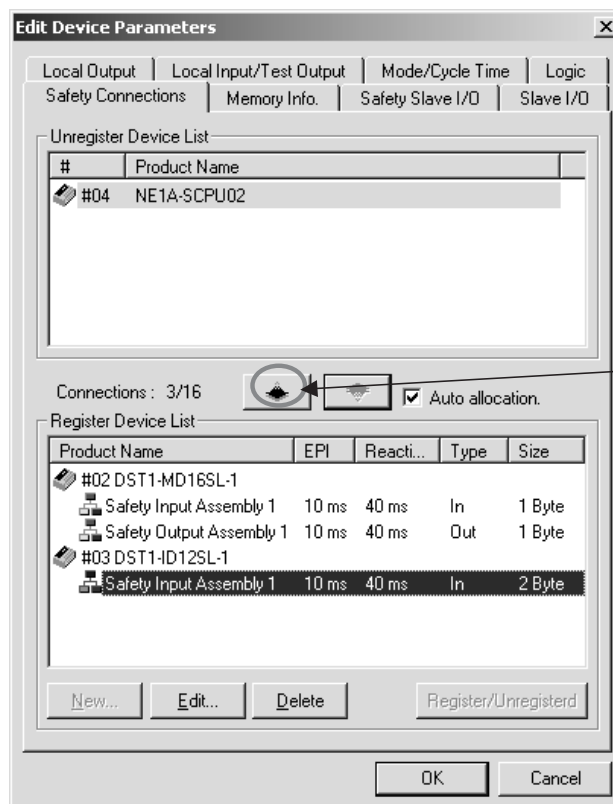 Edit Device Parameters
Local Output Local Input/Test Output Mode/Cycle Time Logic
Safety Connections Memory Info. Safety Slave I/O Slave I/O
Unregister Device List
# Product Name
#04 NE1A-SCPU02
Connections : 3/16 Auto allocation.
Register Device List
Product Name EPI Reacti... Type Size
#02 DST1-MD16SL-1
Safety Input Assembly 1 10 ms 40 ms In 1 Byte
Safety Output Assembly 1 10 ms 40 ms Out 1 Byte
#03 DST1-ID12SL-1
Safety Input Assembly 1 10 ms 40 ms In 2 Byte
New... Edit... Delete Register/Unregisterd
OK Cancel